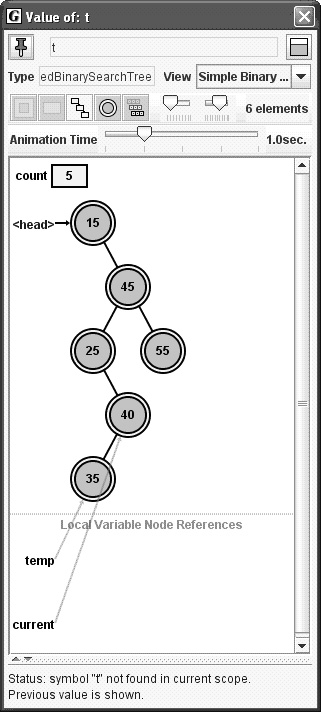 G Value of: t
t
Type edBinarySearchTree View Simple Binary ...
6 elements
Animation Time 1.0sec.
count 5
<head> 15
45
25 55
40
35
Local Variable Node References
temp
current
Status: symbol "t" not found in current scope.
Previous value is shown.